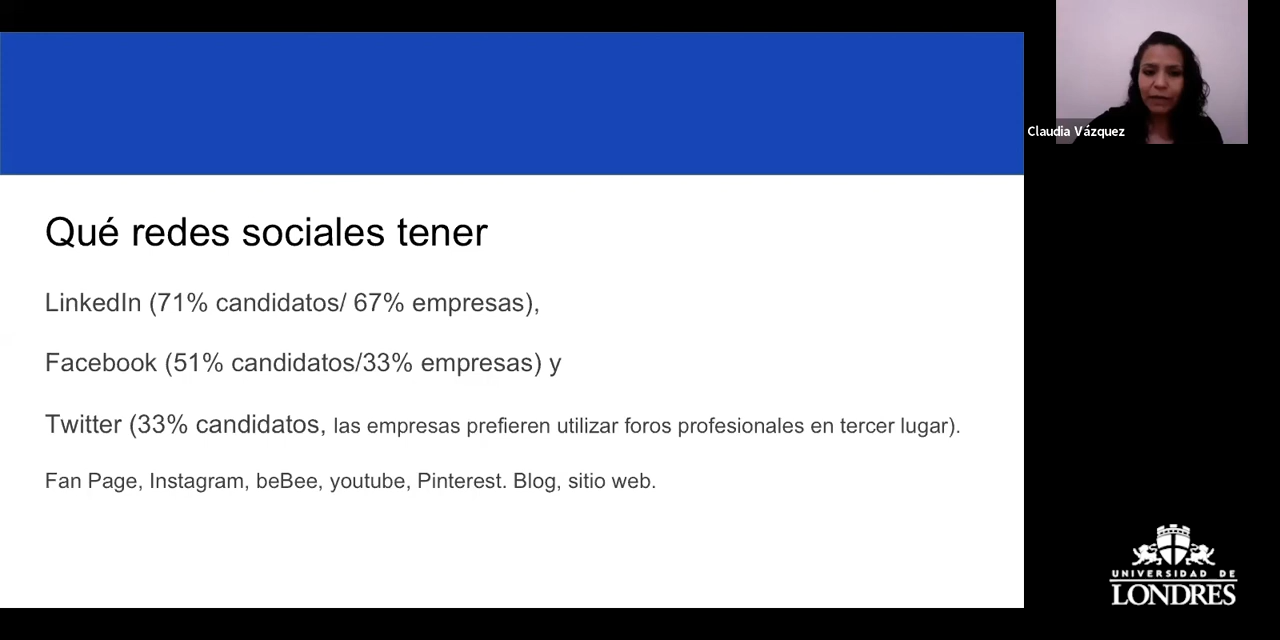 Claudia Vázquez
Qué redes sociales tener
LinkedIn (71% candidatos/ 67% empresas),
Facebook (51% candidatos/33% empresas) y
Twitter (33% candidatos, las empresas prefieren utilizar foros profesionales en tercer lugar).
Fan Page, Instagram, beBee, youtube, Pinterest. Blog, sitio web.
UNIVERSIDAD DE
LONDRES